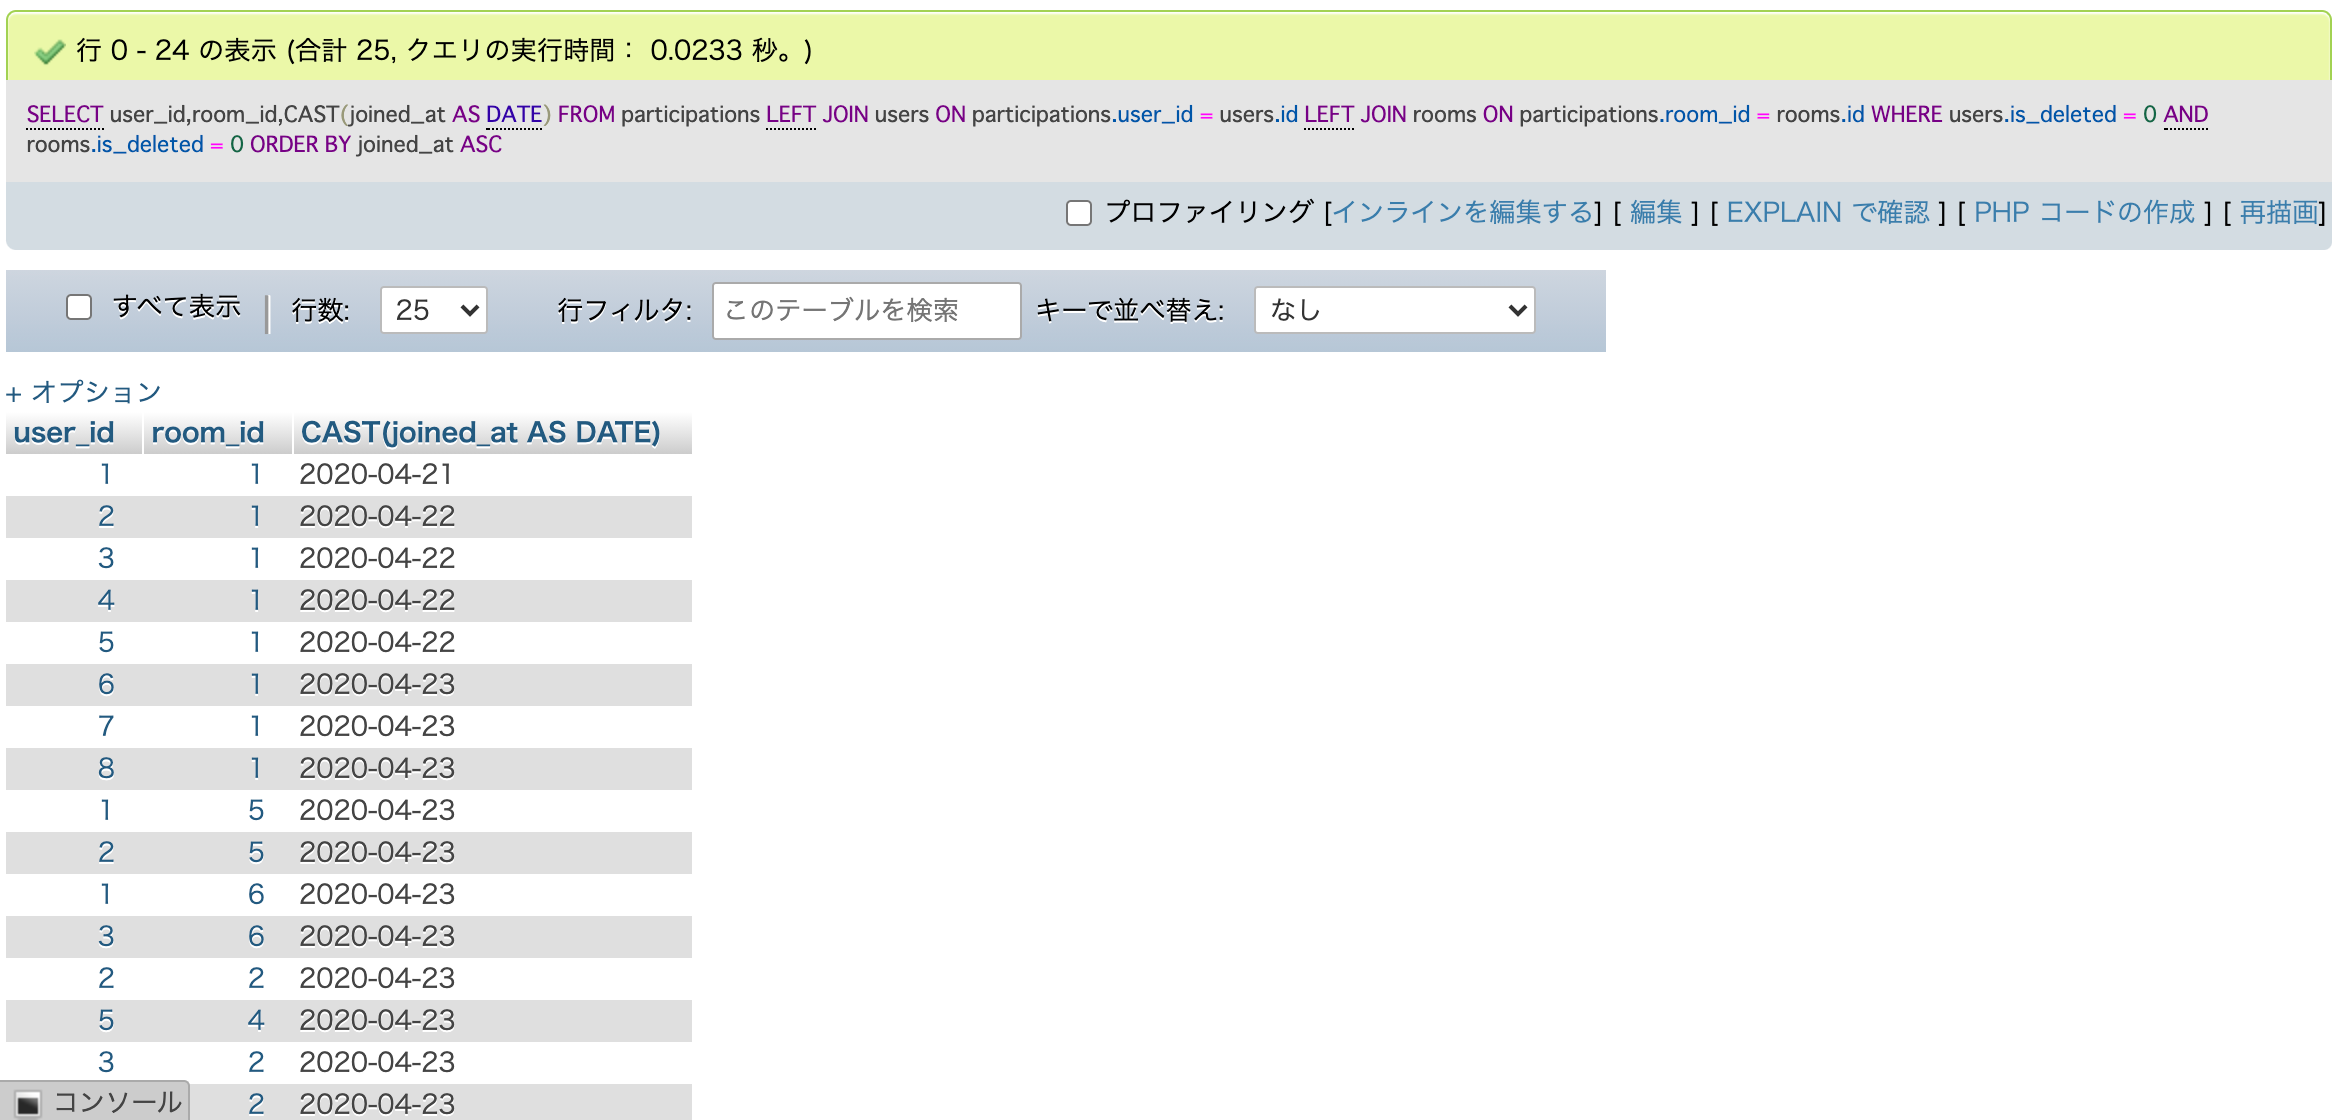 行 0 - 24 の表示 (合計 25, クエリの実行時間： 0.0233 秒。)
SELECT user_id,room_id,CAST(joined_at AS DATE) FROM participations LEFT JOIN users ON participations.user_id = users.id LEFT JOIN rooms ON participations.room_id = rooms.id WHERE users.is_deleted = 0 AND
rooms.is_deleted = 0 ORDER BY joined_at ASC
プロファイリング [インラインを編集する] [ 編集 ] [ EXPLAIN で確認 ] [ PHP コードの作成 ] [ 再描画]
すべて表示 行数: 25 行フィルタ: このテーブルを検索 キーで並べ替え: なし
+ オプション
user_id room_id CAST(joined_at AS DATE)
1 1 2020-04-21
2 1 2020-04-22
3 1 2020-04-22
4 1 2020-04-22
5 1 2020-04-22
6 1 2020-04-23
7 1 2020-04-23
8 1 2020-04-23
1 5 2020-04-23
2 5 2020-04-23
1 6 2020-04-23
3 6 2020-04-23
2 2 2020-04-23
5 4 2020-04-23
3 2 2020-04-23
コンソール 2 2020-04-23